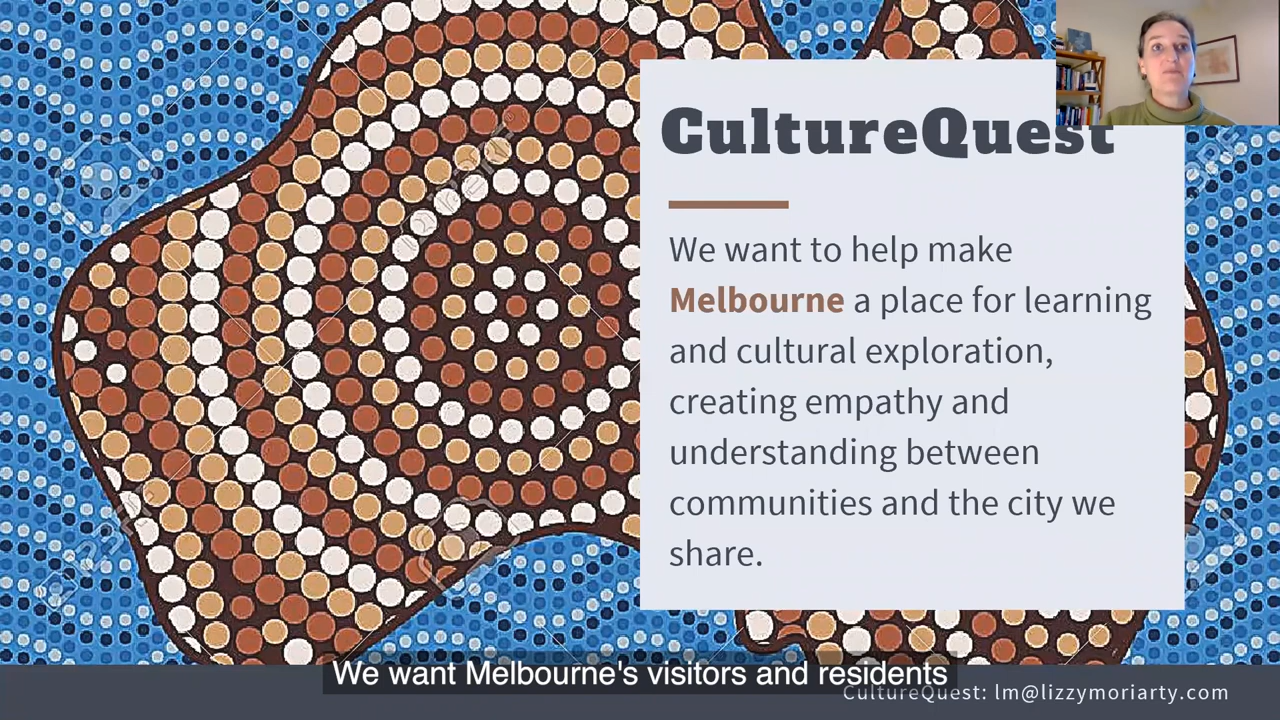 CultureQuest
We want to help make
Melbourne a place for learning
and cultural exploration,
creating empathy and
understanding between
communities and the city we
share.
We want Melbourne's visitors and residents
CultureQuest: lm@lizzymoriarty.com